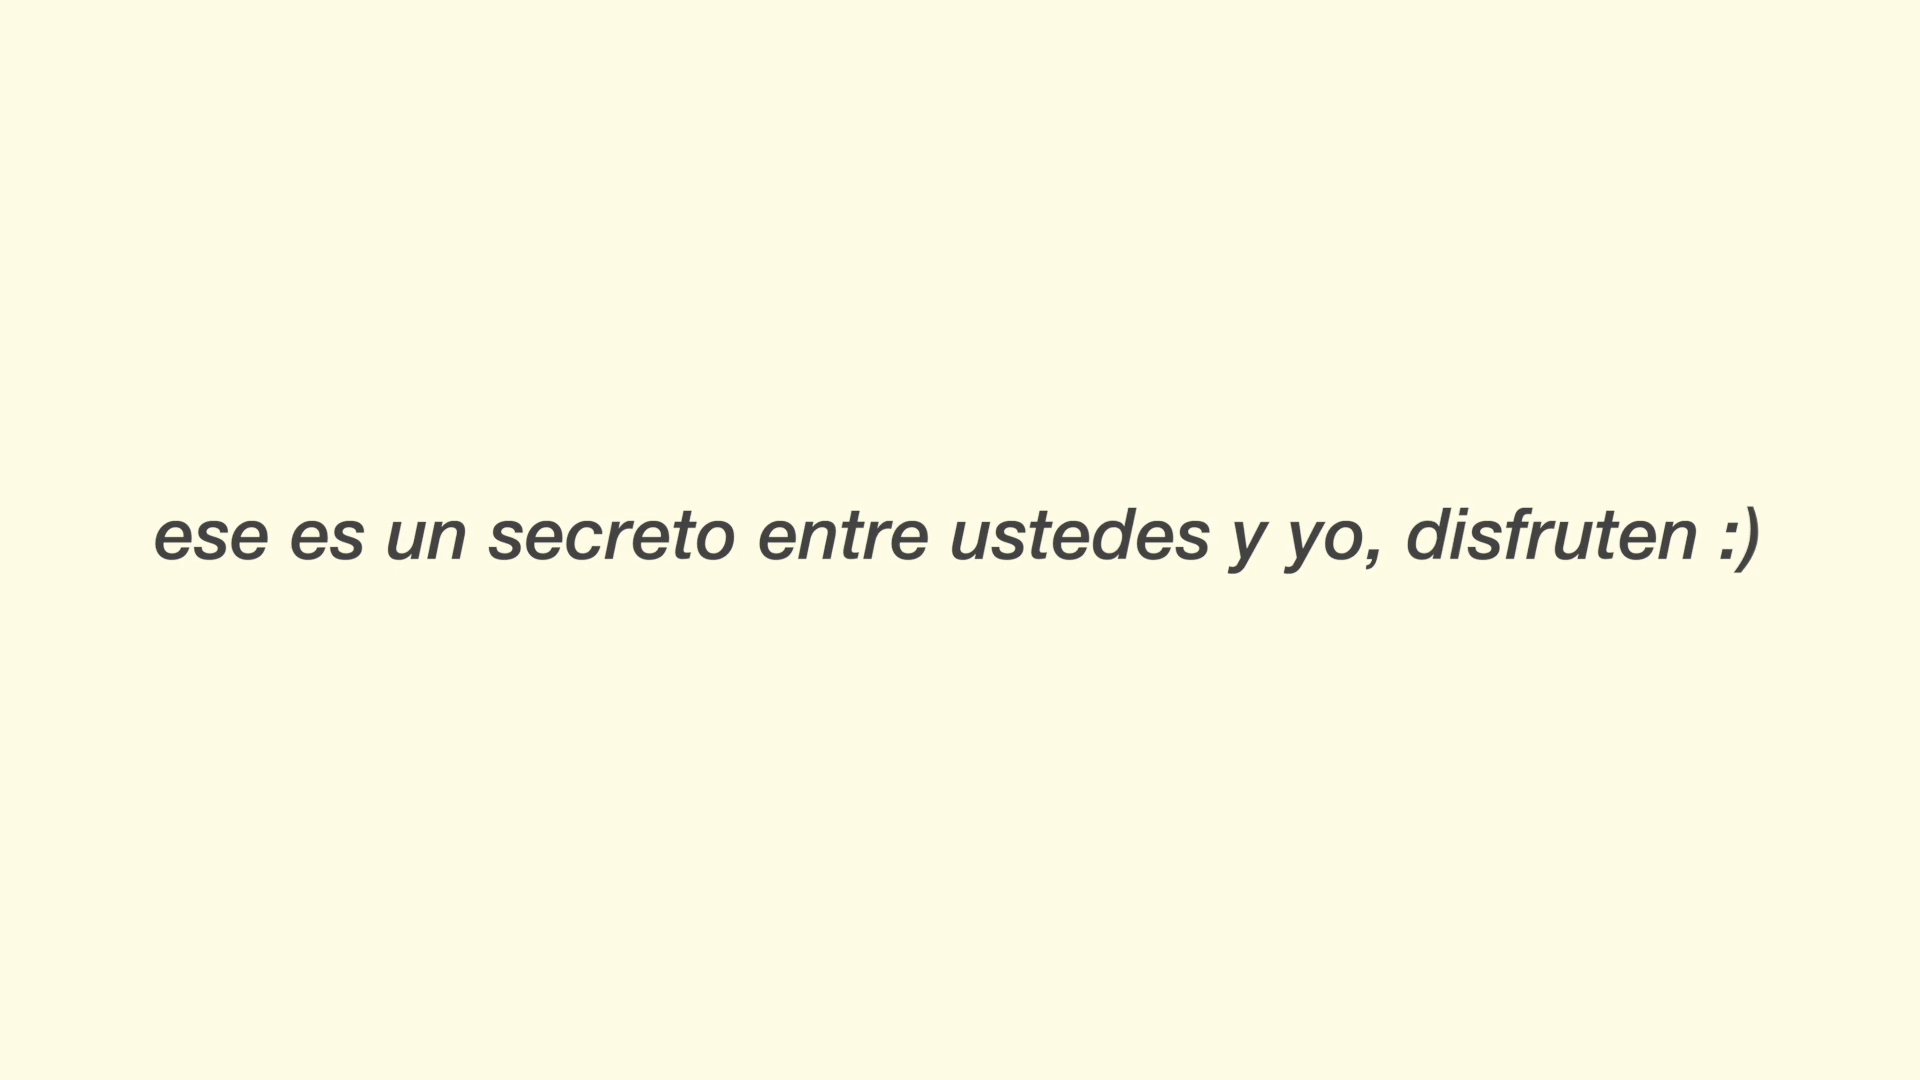 ese es un secreto entre ustedes y yo, disfruten :)